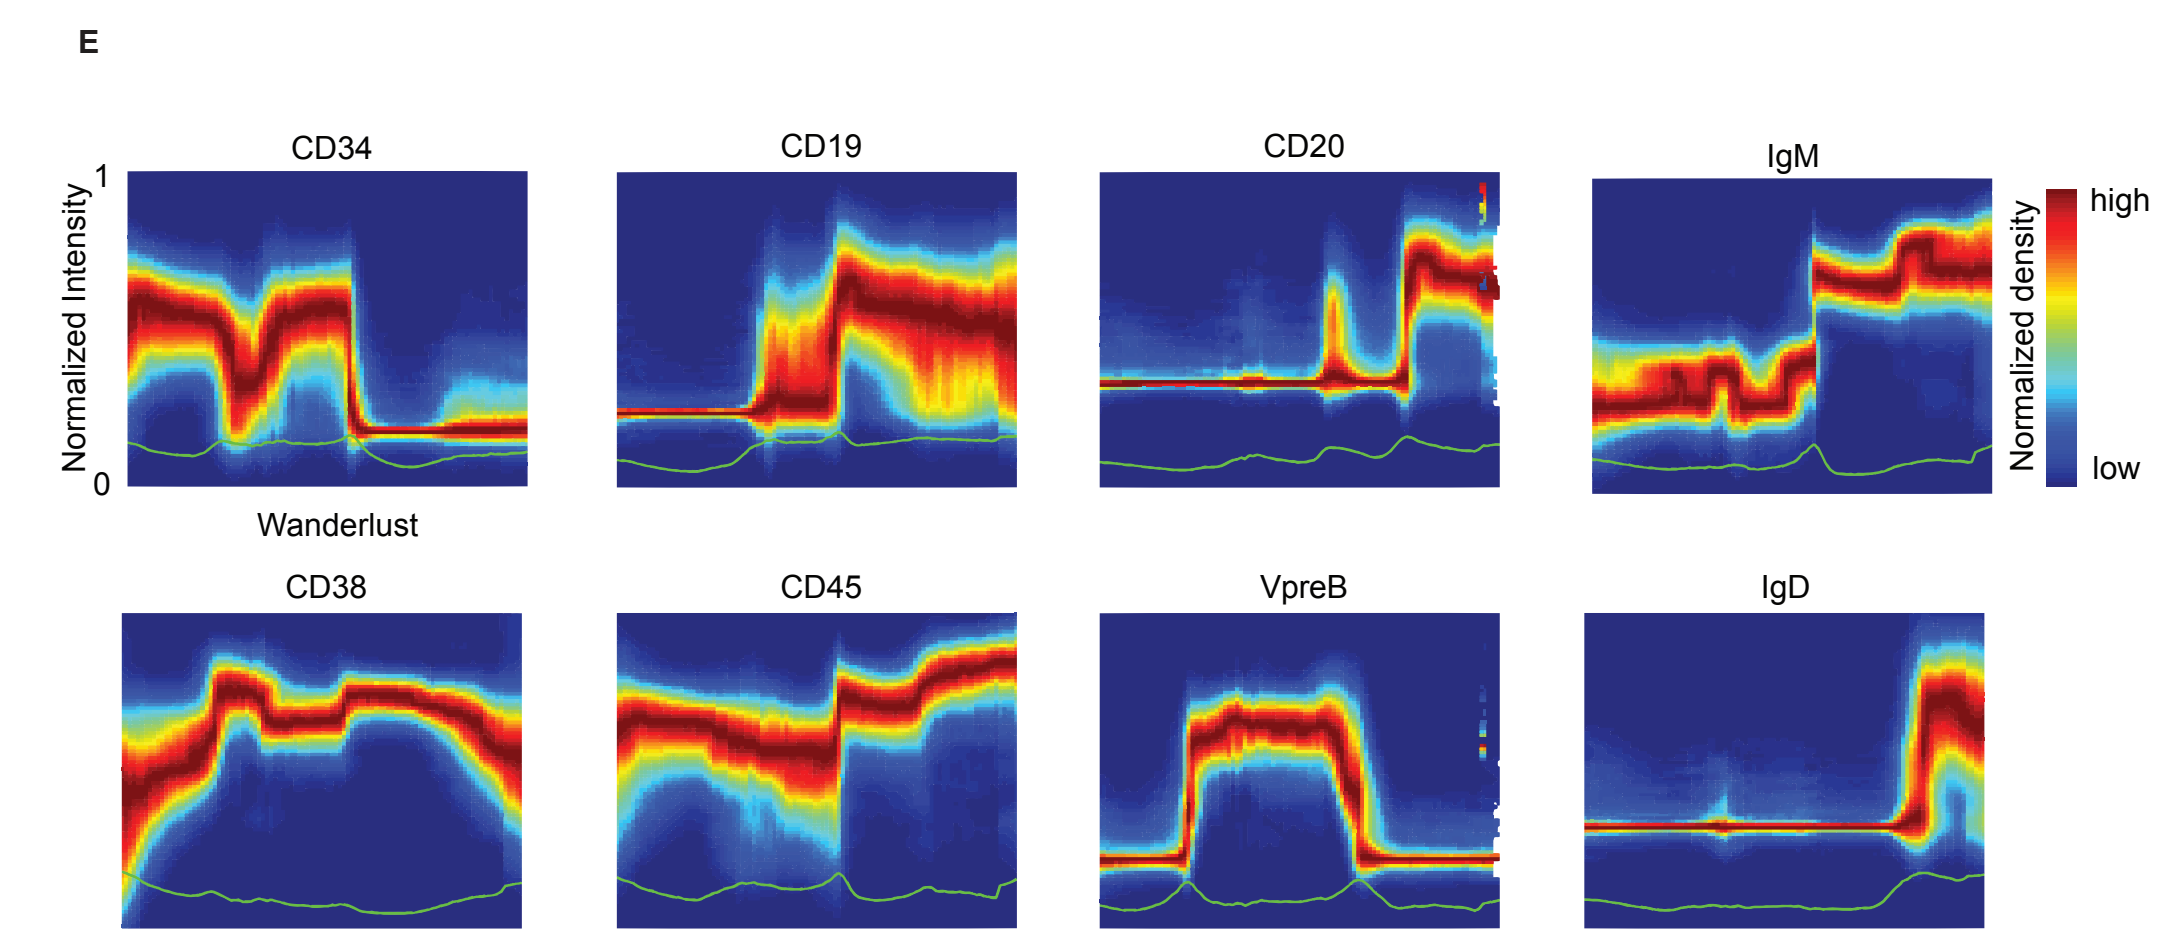 E
CD34
CD19
CD20
IgM
1
Normalized Intensity
0
high
Normalized density
low
Wanderlust
CD38
CD45
VpreB
IgD